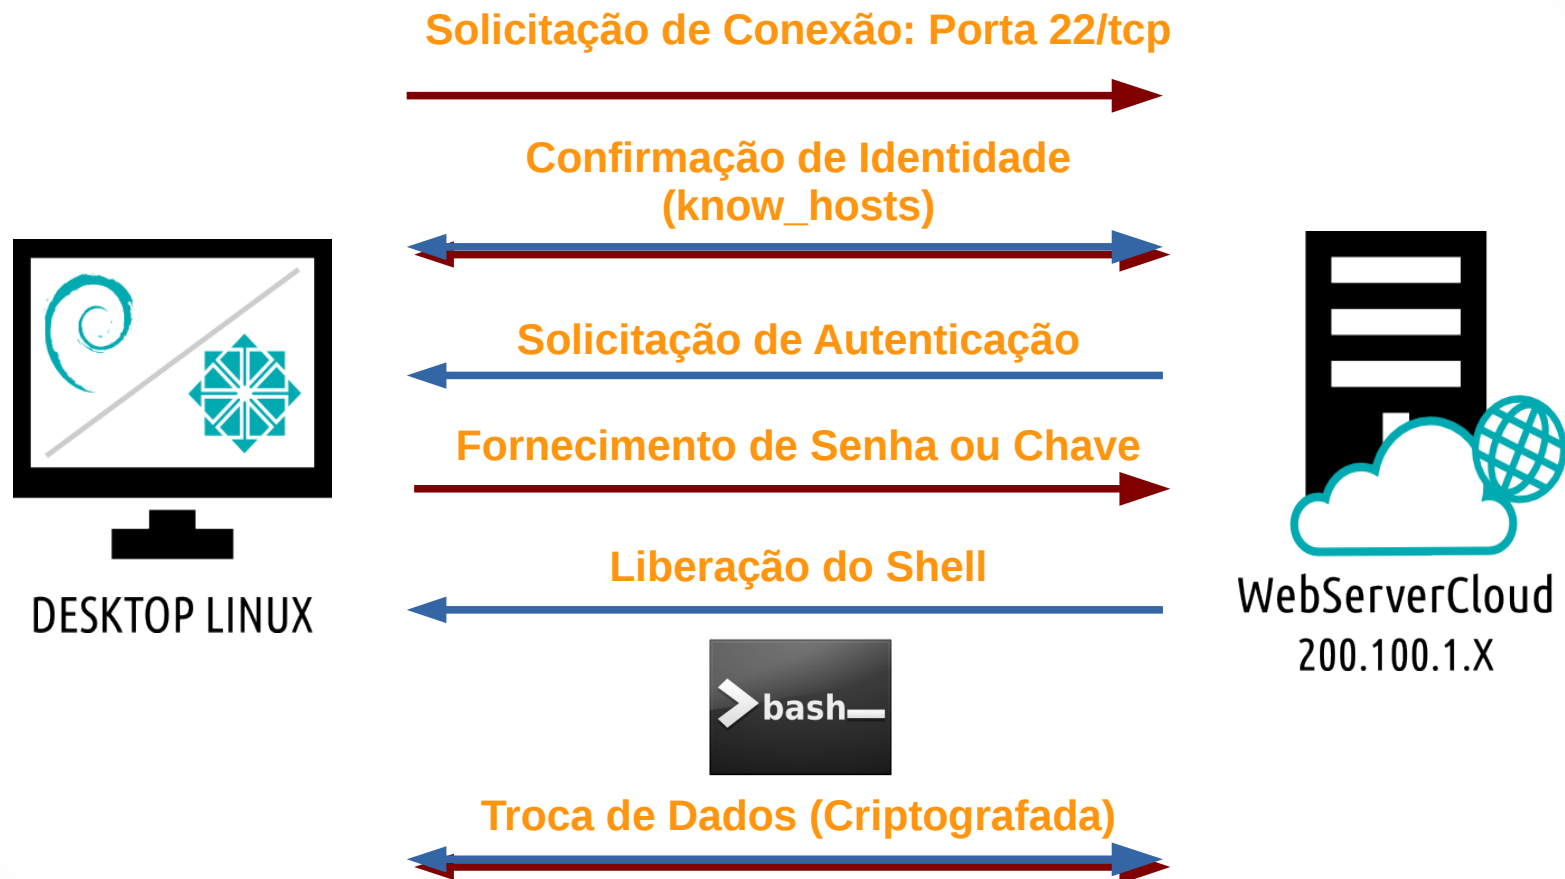 Solicitação de Conexão: Porta 22/tcp
Confirmação de Identidade
(know_hosts)
Solicitação de Autenticação
Fornecimento de Senha ou Chave
Liberação do Shell
DESKTOP LINUX
WebServerCloud
200.100.1.X
>bash_
Troca de Dados (Criptografada)